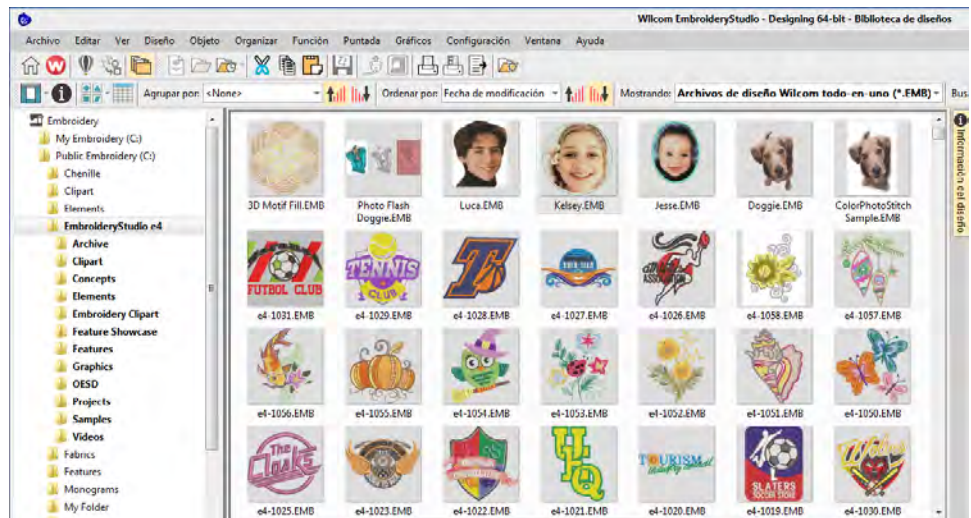 Wilcom EmbroideryStudio - Designing 64-bit - Biblioteca de diseños
Archivo Editar Ver Diseño Objeto Organizar Función Puntada Gráficos Configuración Ventana Ayuda
Agrupar por: <None> Ordenar por: Fecha de modificación Mostrando: Archivos de diseño Wilcom todo-en-uno (*.EMB) Bus
Embroidery
My Embroidery (C:)
Public Embroidery (C:)
Chenille
Clipart
Elements
EmbroideryStudio e4
Archive
Clipart
Concepts
Elements
Embroidery Clipart
Feature Showcase
Features
Graphics
OESD
Projects
Samples
Videos
Fabrics
Features
Monograms
My Folder
3D Motif Fill.EMB Photo Flash Doggie.EMB Luca.EMB Kelsey.EMB Jesse.EMB Doggie.EMB ColorPhotoStitch Sample.EMB
FUTBOL CLUB
TENNIS
CLUB
ASSOCIATION
e4-1031.EMB e4-1029.EMB e4-1028.EMB e4-1027.EMB e4-1026.EMB e4-1058.EMB e4-1057.EMB
e4-1056.EMB e4-1055.EMB e4-1054.EMB e4-1053.EMB e4-1052.EMB e4-1051.EMB e4-1050.EMB
The
UFQ
TOURISM
SLATERS
SOCCER STORE
e4-1025.EMB e4-1023.EMB e4-1022.EMB e4-1021.EMB e4-1020.EMB e4-1019.EMB e4-1030.EMB
Información del diseño